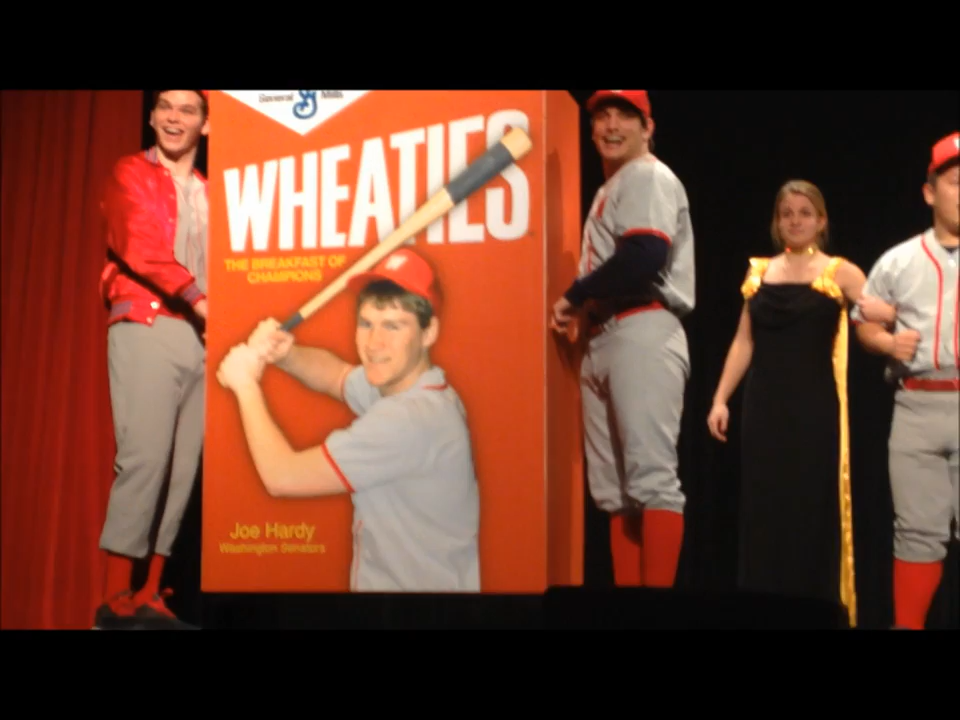 General Mills
WHEATIES
THE BREAKFAST OF
CHAMPIONS
Joe Hardy
Washington Senators